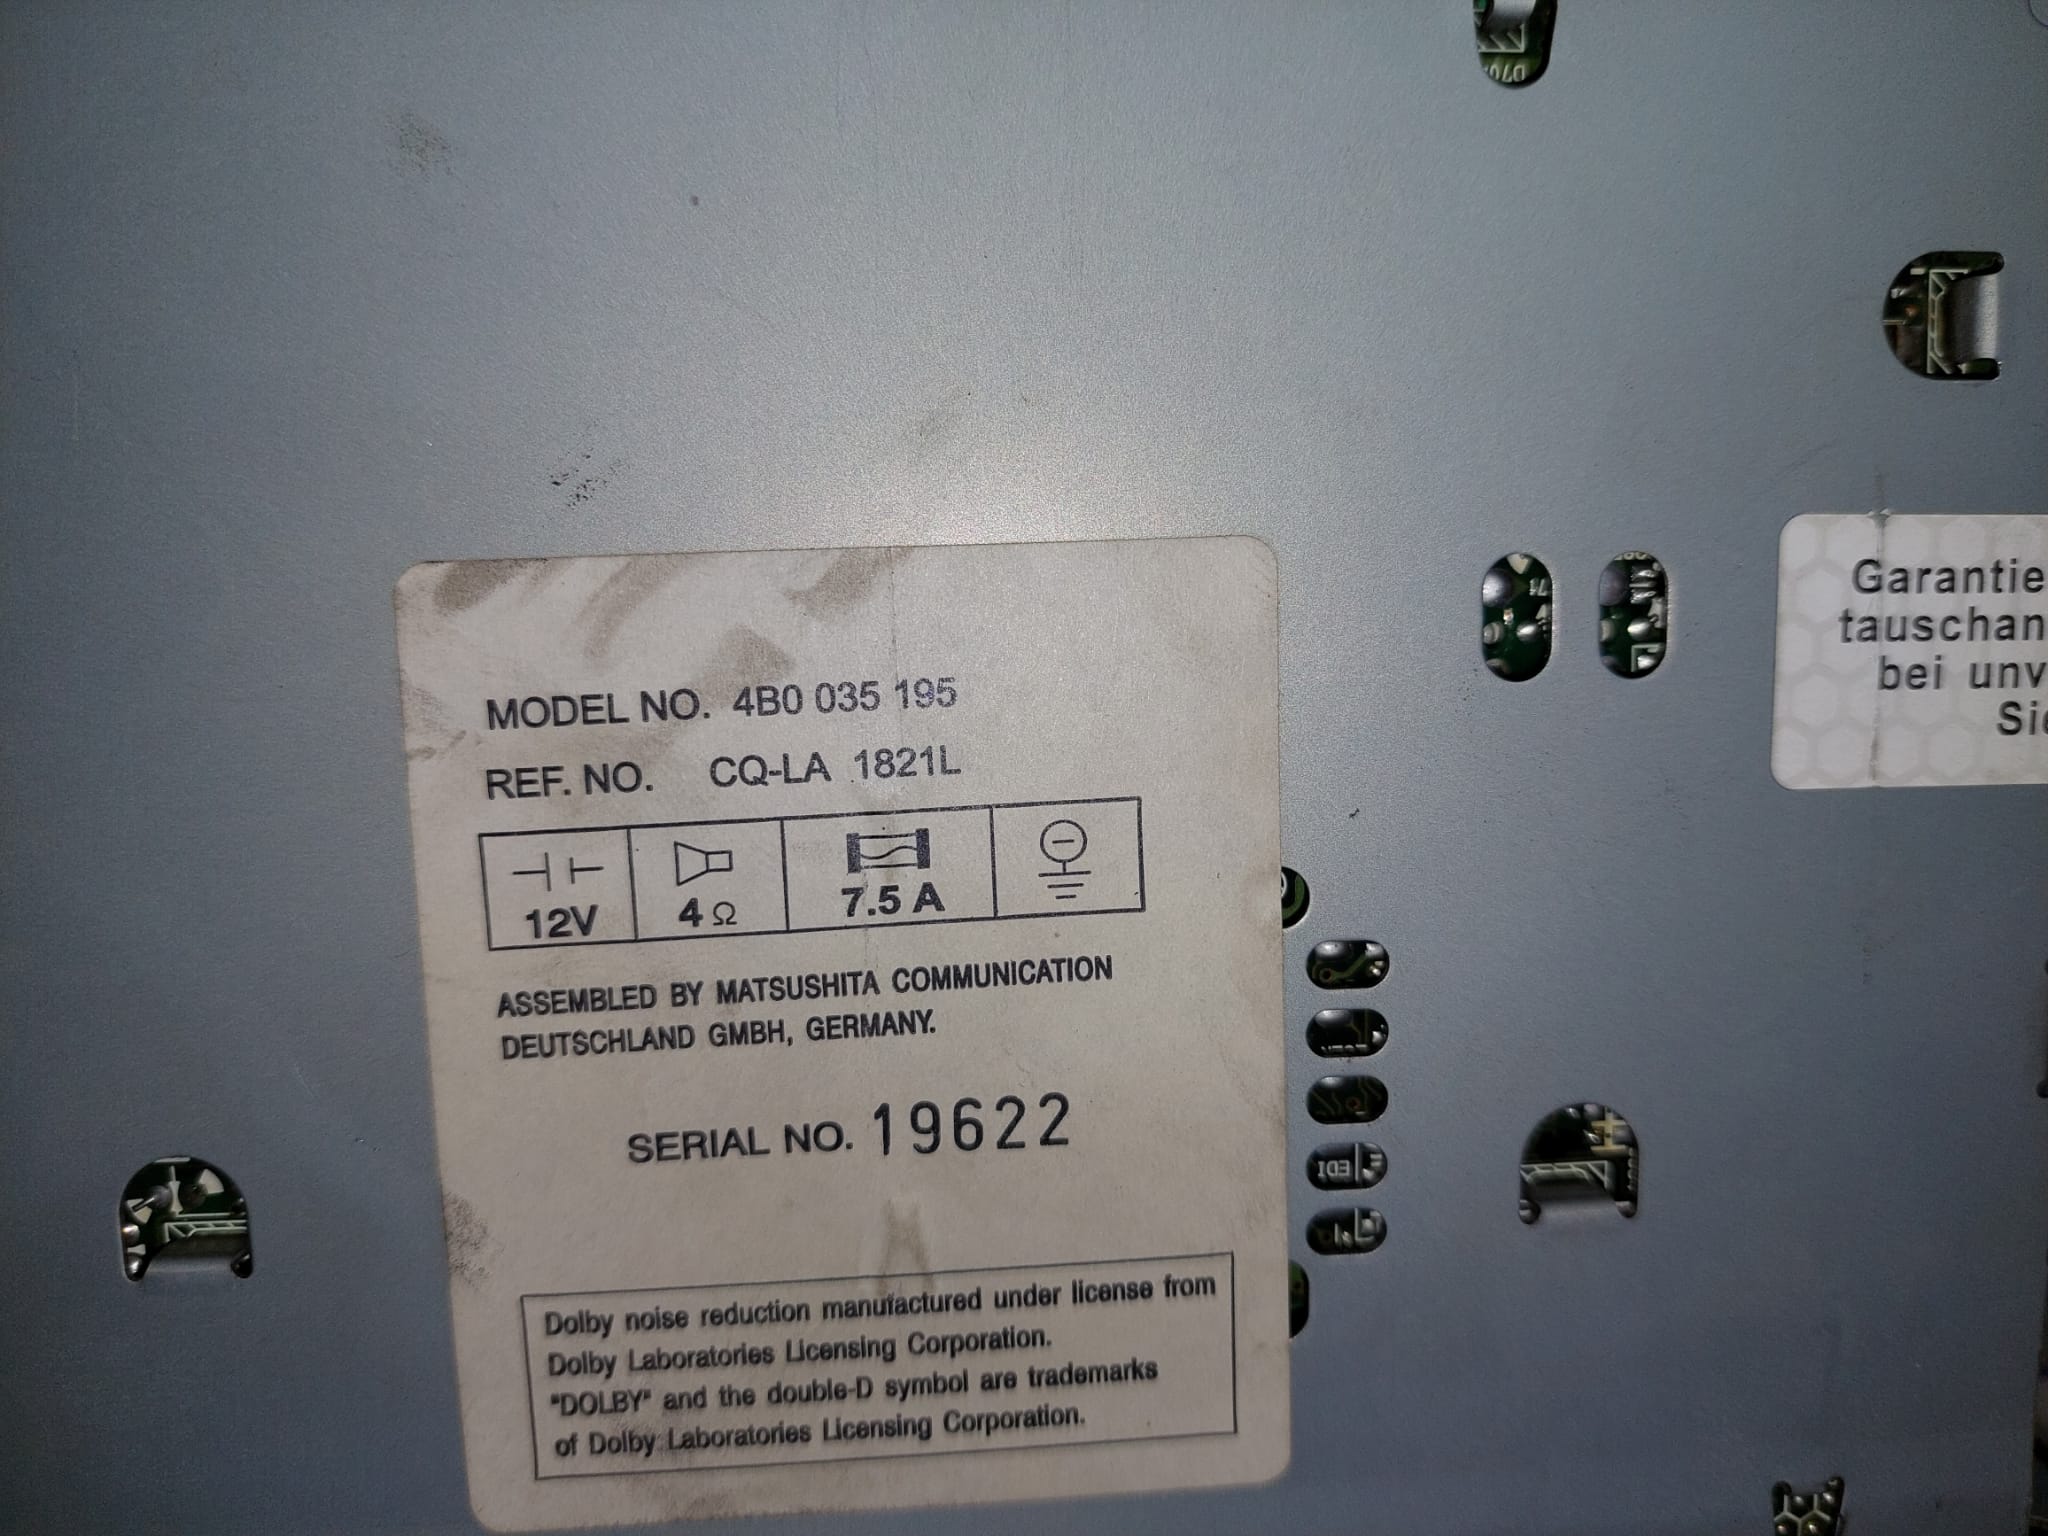 MODEL NO. 4B0 035 195
REF. NO. CQ-LA 1821L
12V
4 Ω
7.5 A
ASSEMBLED BY MATSUSHITA COMMUNICATION
DEUTSCHLAND GMBH, GERMANY.
SERIAL NO. 19622
Dolby noise reduction manufactured under license from
Dolby Laboratories Licensing Corporation.
"DOLBY" and the double-D symbol are trademarks
of Dolby Laboratories Licensing Corporation.
Garantie
tauschan
bei unv